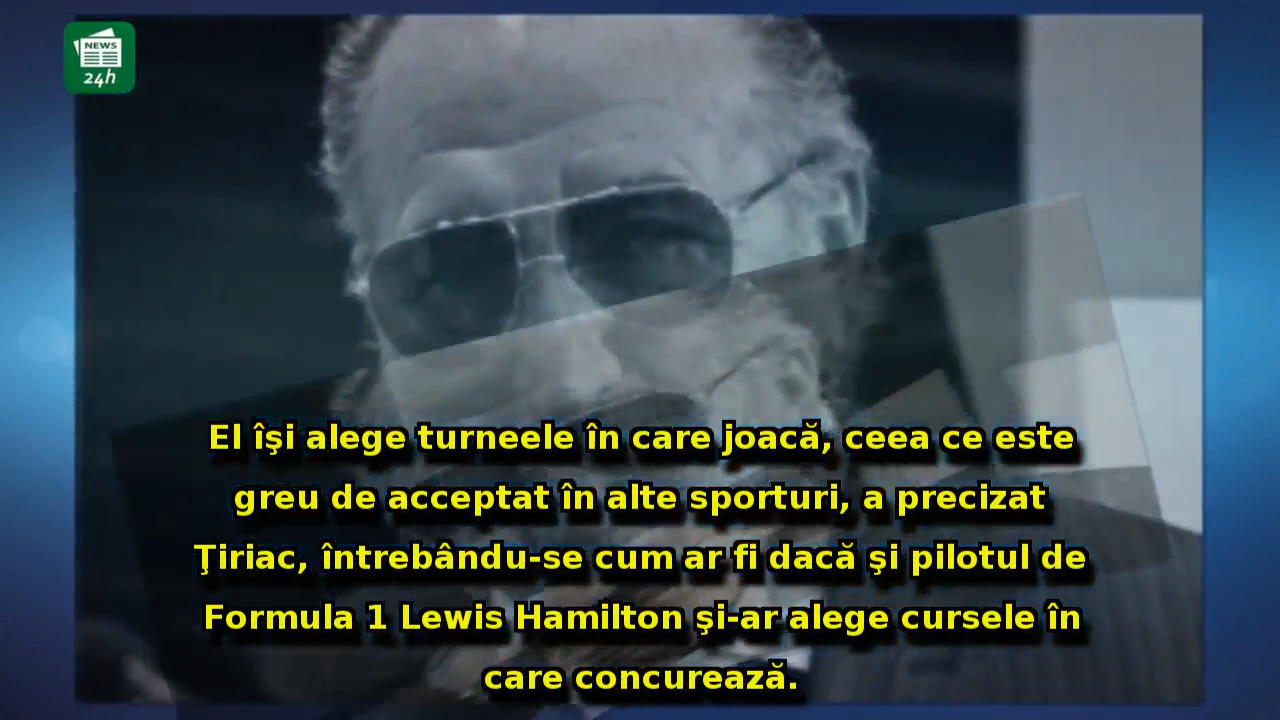 NEWS
24h
El îşi alege turneele în care joacă, ceea ce este
greu de acceptat în alte sporturi, a precizat
Ţiriac, întrebându-se cum ar fi dacă şi pilotul de
Formula 1 Lewis Hamilton şi-ar alege cursele în
care concurează.